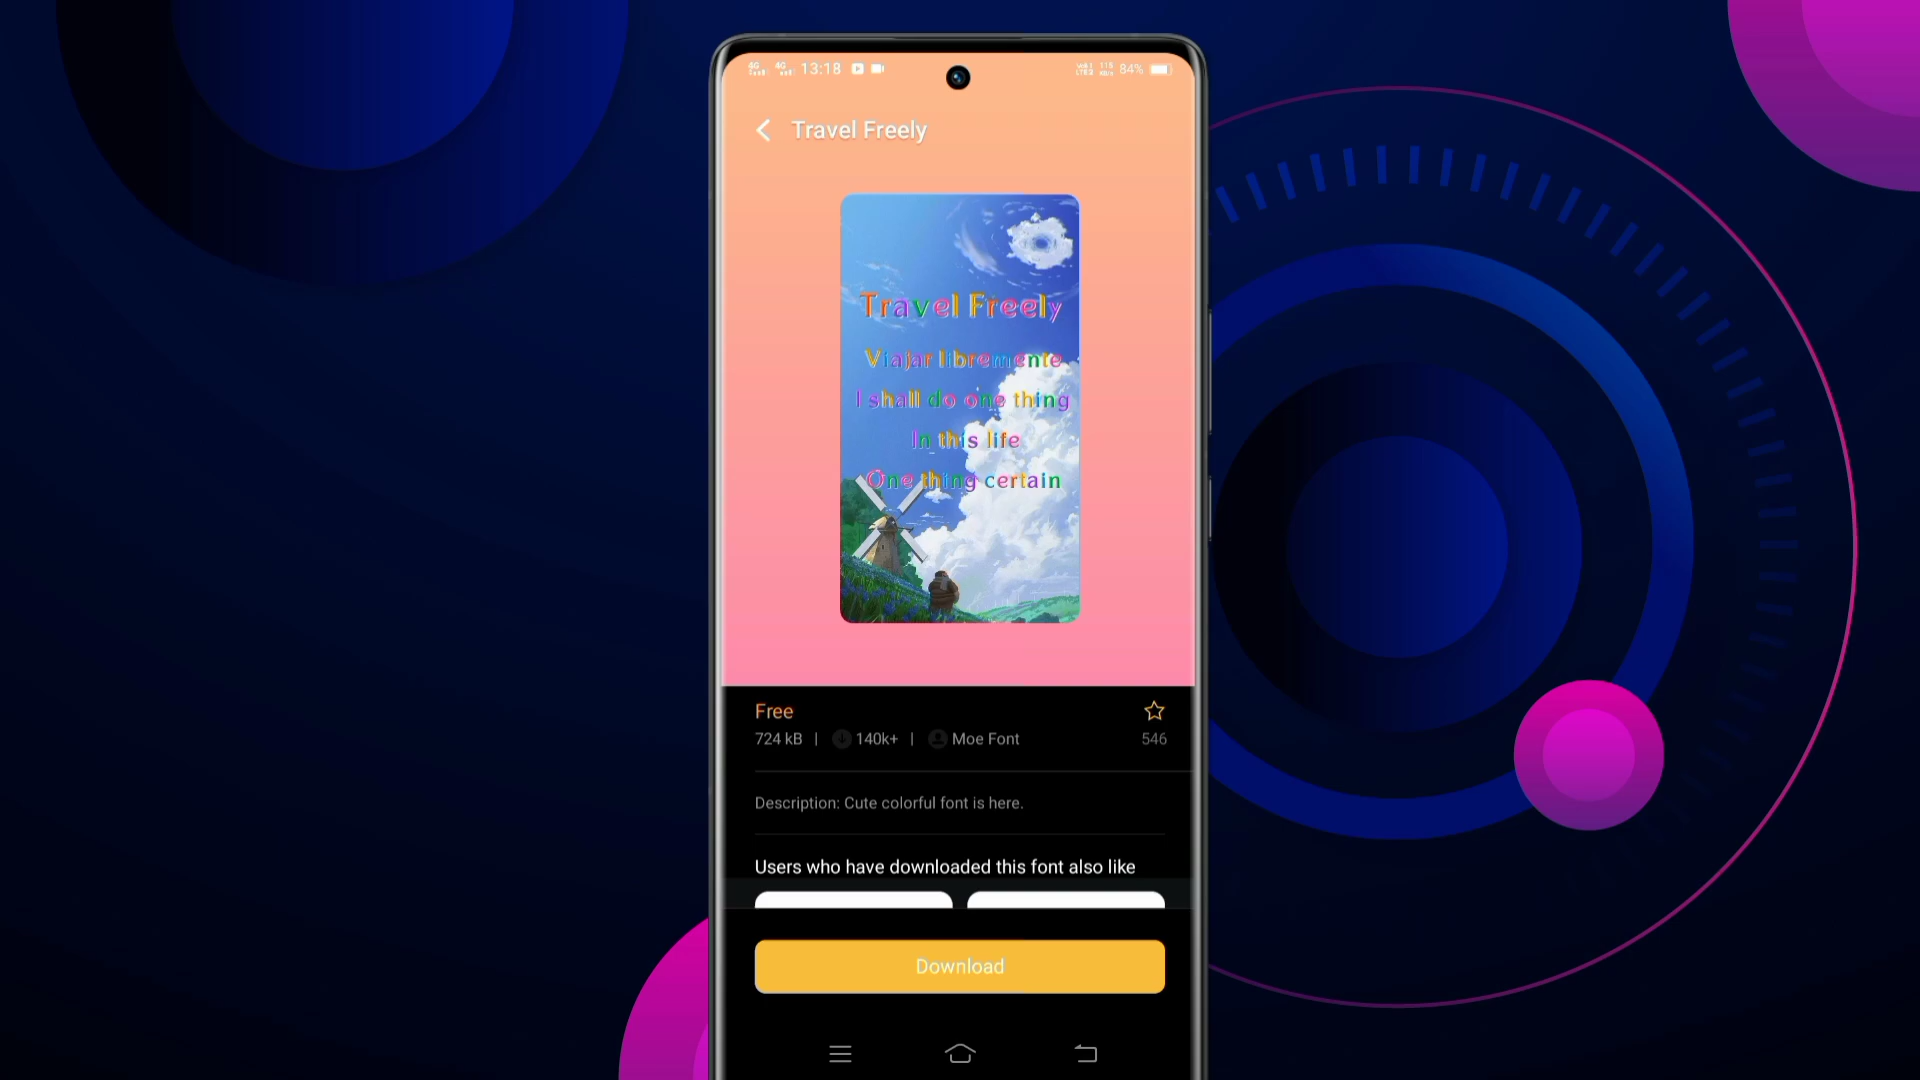 4G 4G 13:18 84%
Travel Freely
Travel Freely
Viajar libremente
I shall do one thing
In this life
One thing certain
Free
724 kB | 140k+ | Moe Font 546
Description: Cute colorful font is here.
Users who have downloaded this font also like
Download